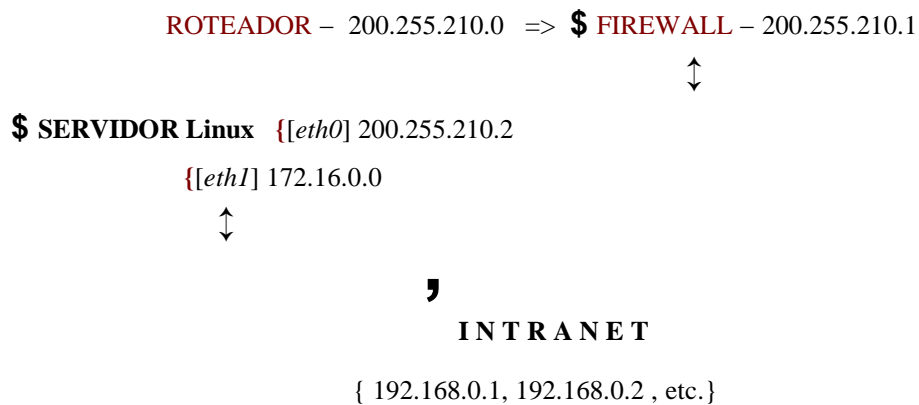 ROTEADOR – 200.255.210.0 => $ FIREWALL – 200.255.210.1
↕
$ SERVIDOR Linux {[eth0] 200.255.210.2
{[eth1] 172.16.0.0
↕
,
I N T R A N E T
{ 192.168.0.1, 192.168.0.2 , etc.}